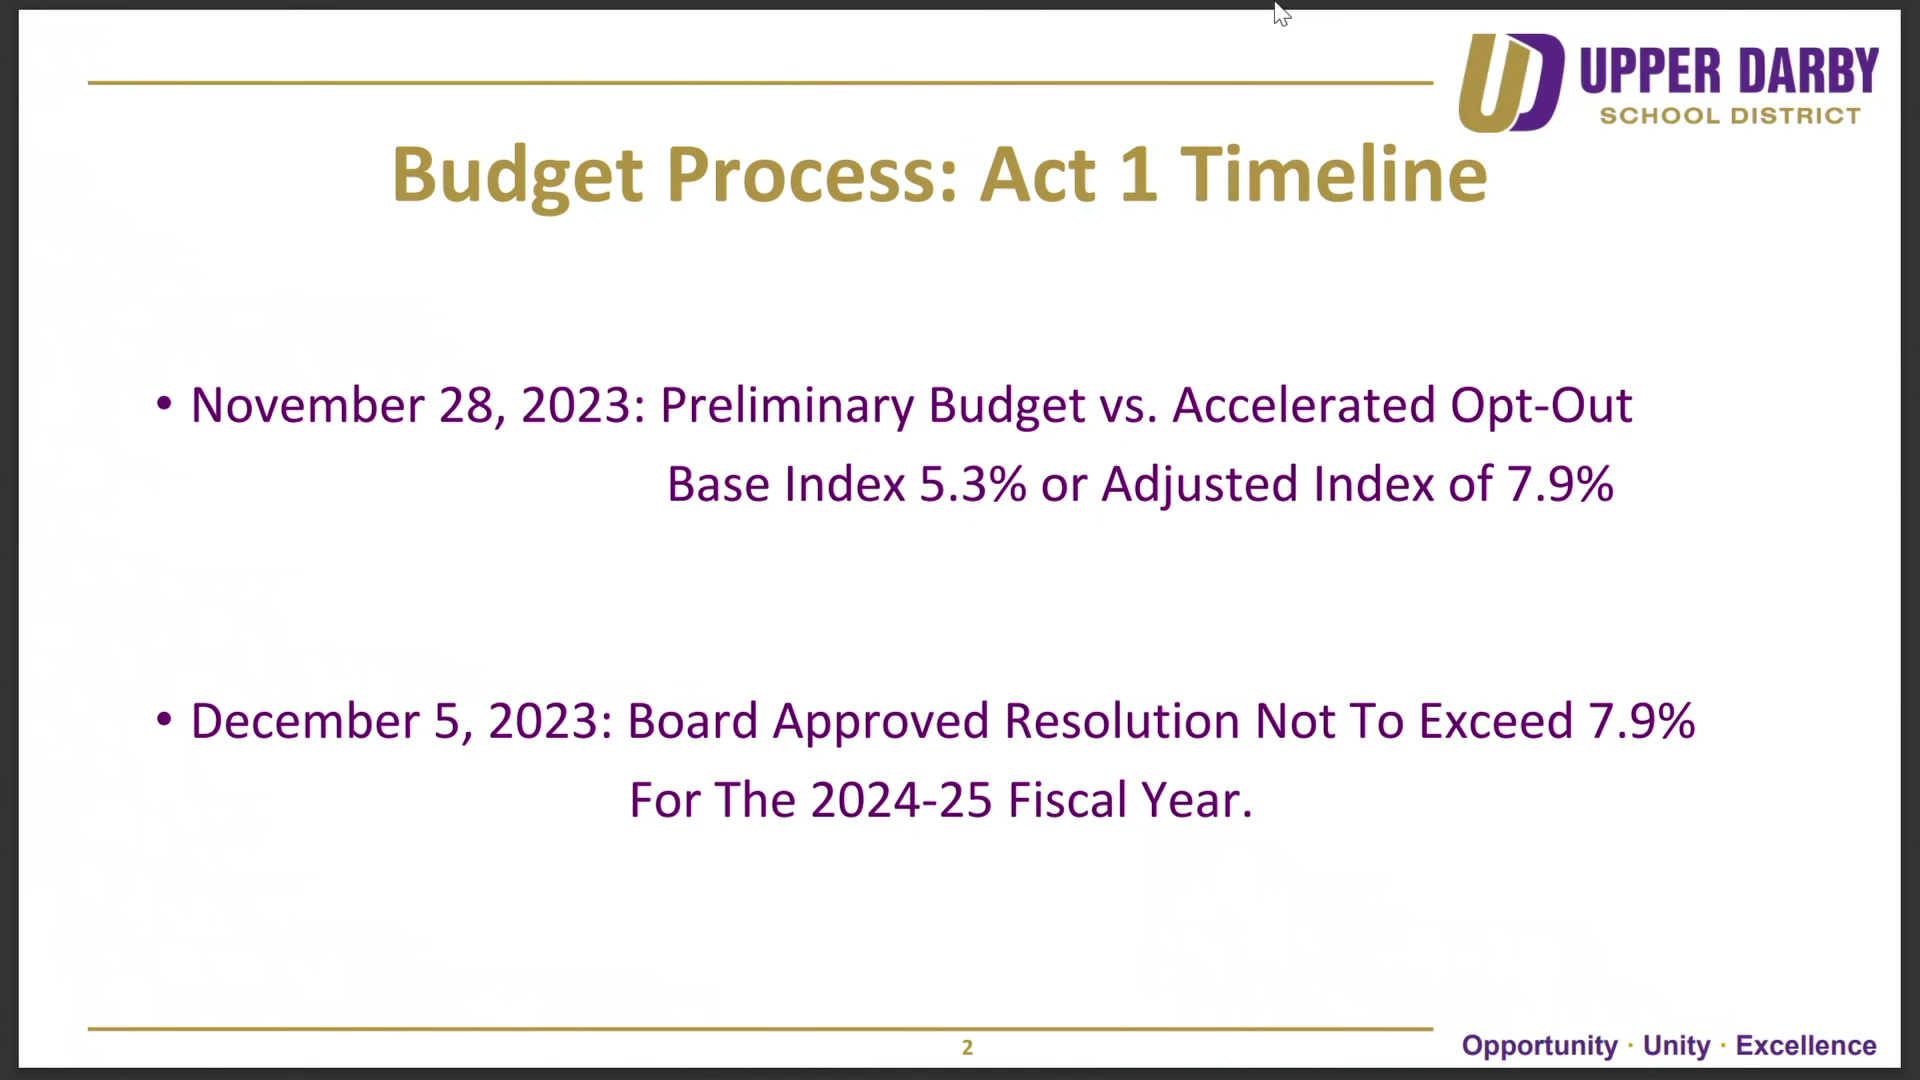 UPPER DARBY
SCHOOL DISTRICT
Budget Process: Act 1 Timeline
• November 28, 2023: Preliminary Budget vs. Accelerated Opt-Out
Base Index 5.3% or Adjusted Index of 7.9%
• December 5, 2023: Board Approved Resolution Not To Exceed 7.9%
For The 2024-25 Fiscal Year.
2
Opportunity · Unity · Excellence